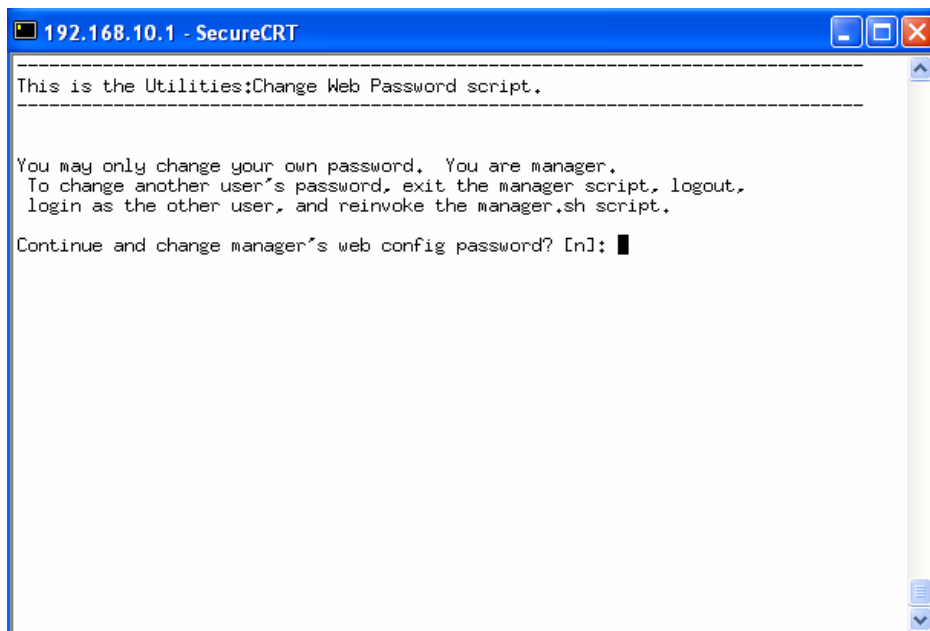 192.168.10.1 - SecureCRT
--------------------------------------------------------------------------------
This is the Utilities:Change Web Password script.
--------------------------------------------------------------------------------
You may only change your own password.  You are manager.
 To change another user's password, exit the manager script, logout,
 login as the other user, and reinvoke the manager.sh script.
Continue and change manager's web config password? [n]: